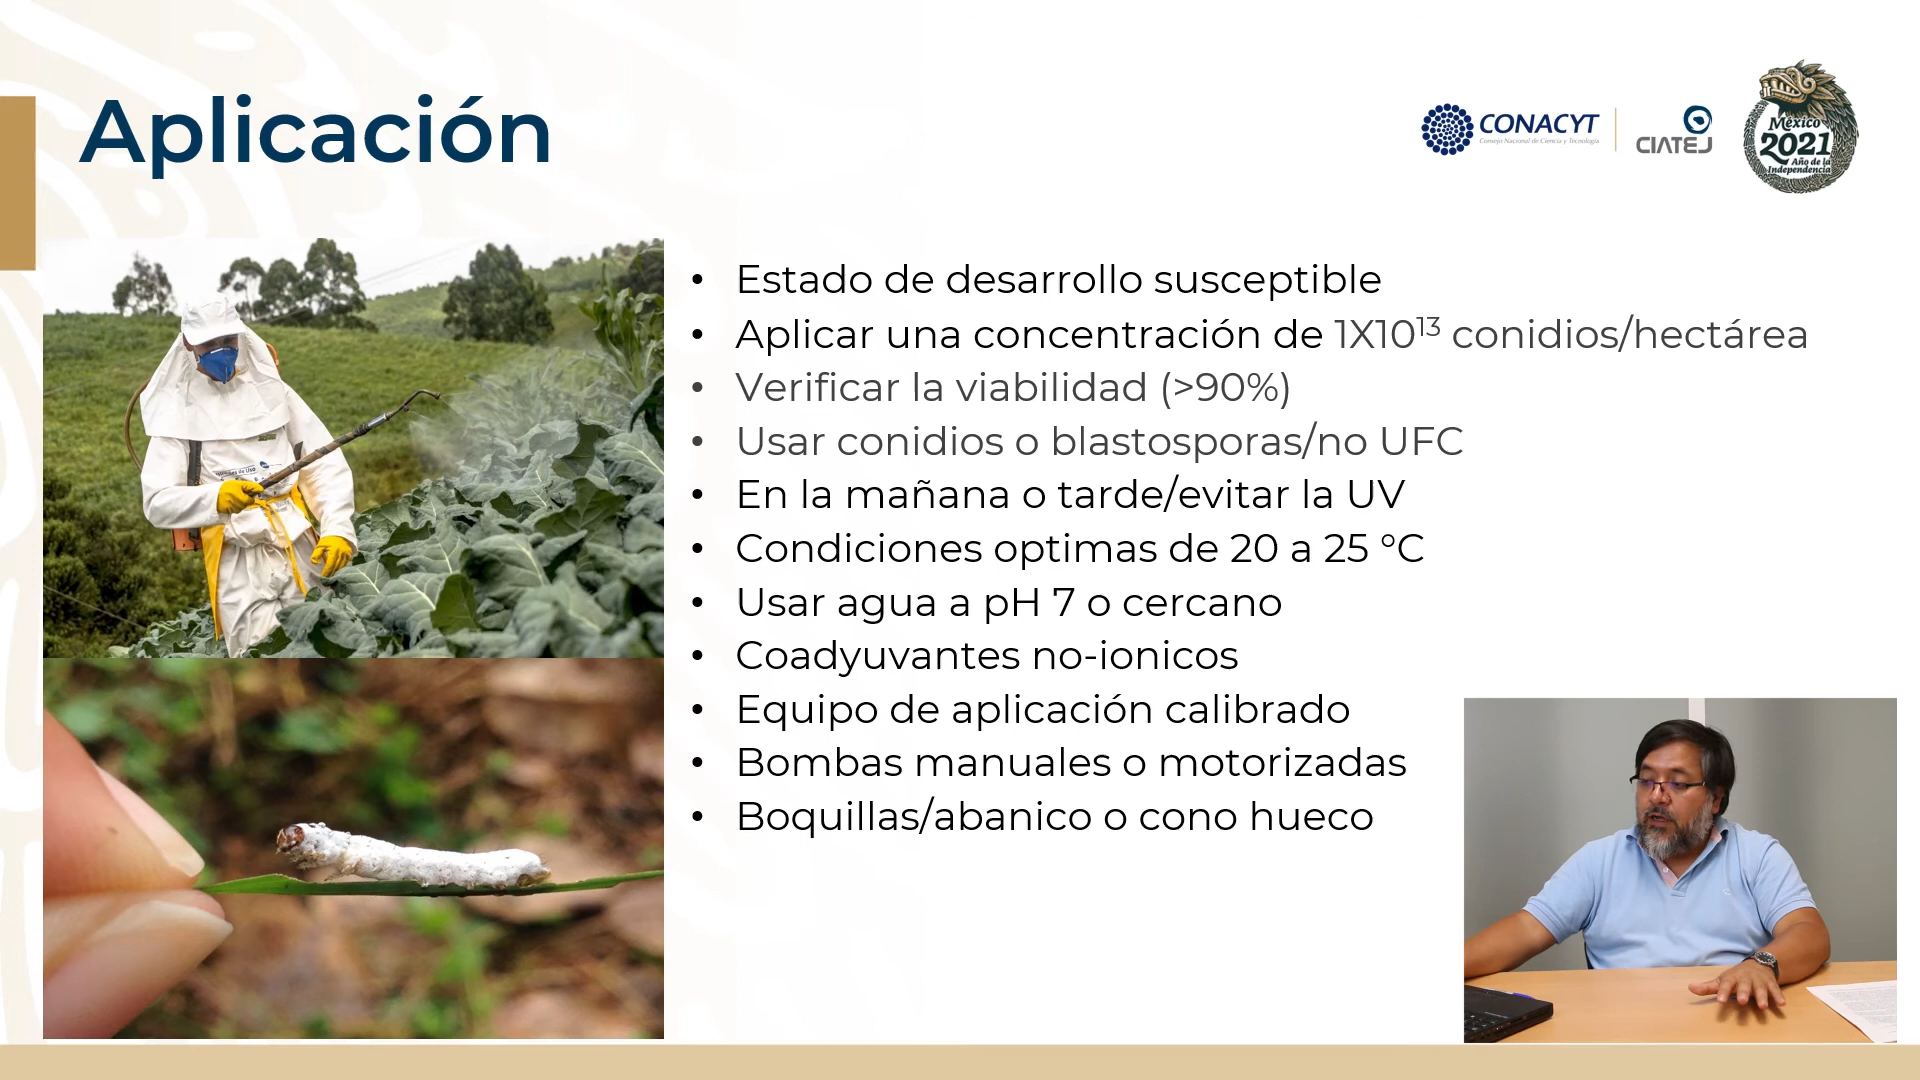 Aplicación
CONACYT
Consejo Nacional de Ciencia y Tecnología
CIATEJ
México
2021
Año de la
Independencia
• Estado de desarrollo susceptible
• Aplicar una concentración de 1X10¹³ conidios/hectárea
• Verificar la viabilidad (>90%)
• Usar conidios o blastosporas/no UFC
• En la mañana o tarde/evitar la UV
• Condiciones optimas de 20 a 25 °C
• Usar agua a pH 7 o cercano
• Coadyuvantes no-ionicos
• Equipo de aplicación calibrado
• Bombas manuales o motorizadas
• Boquillas/abanico o cono hueco